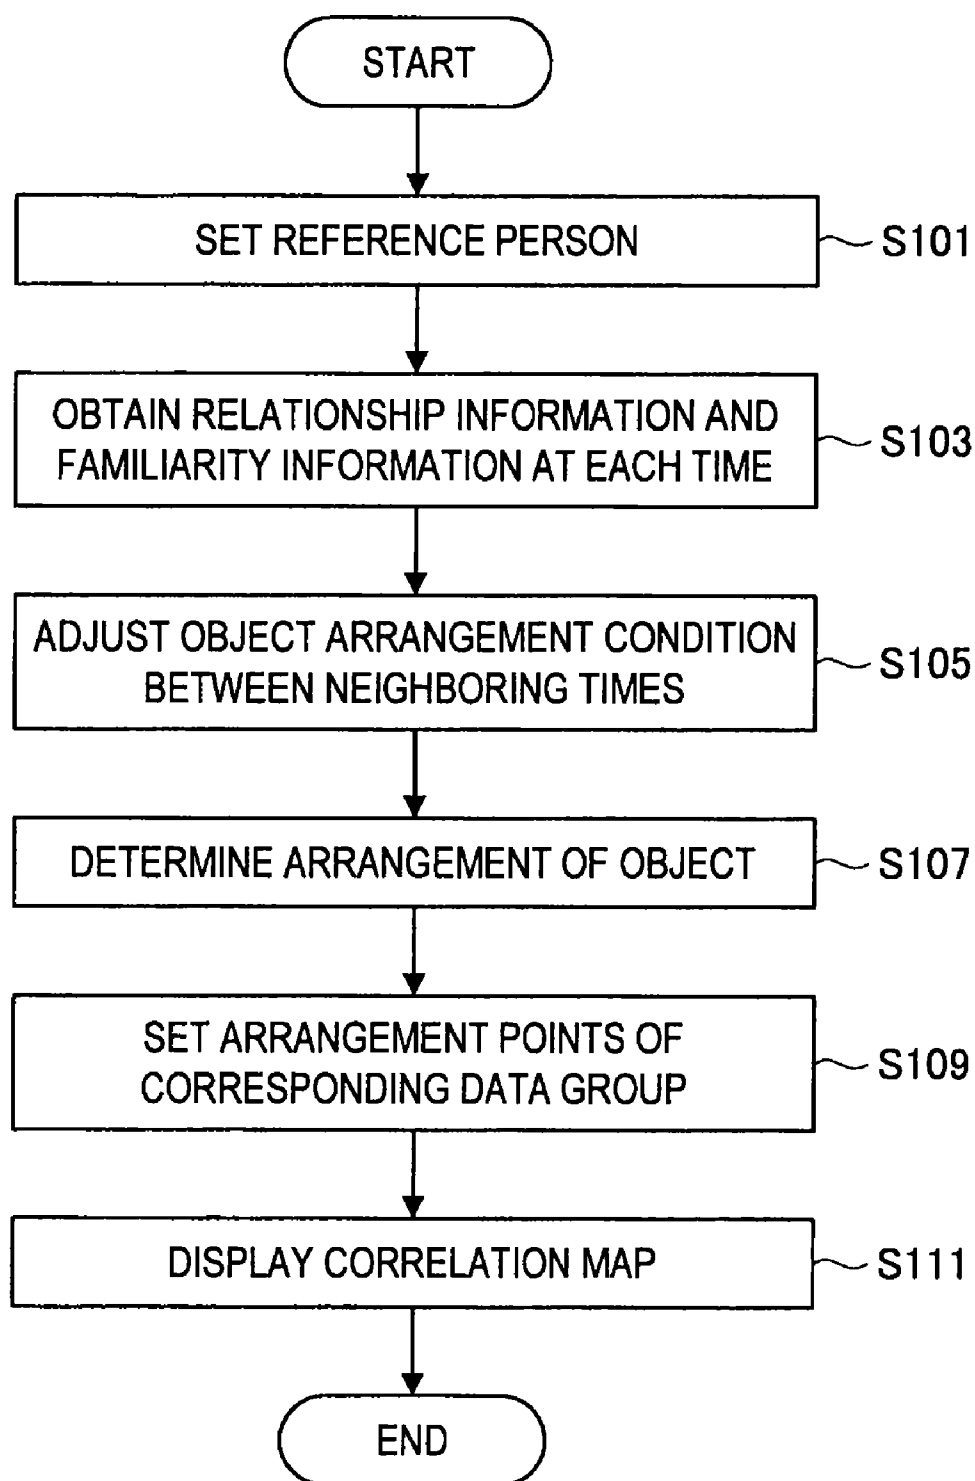 START
SET REFERENCE PERSON
S101
OBTAIN RELATIONSHIP INFORMATION AND
FAMILIARITY INFORMATION AT EACH TIME
S103
ADJUST OBJECT ARRANGEMENT CONDITION
BETWEEN NEIGHBORING TIMES
S105
DETERMINE ARRANGEMENT OF OBJECT
S107
SET ARRANGEMENT POINTS OF
CORRESPONDING DATA GROUP
S109
DISPLAY CORRELATION MAP
S111
END